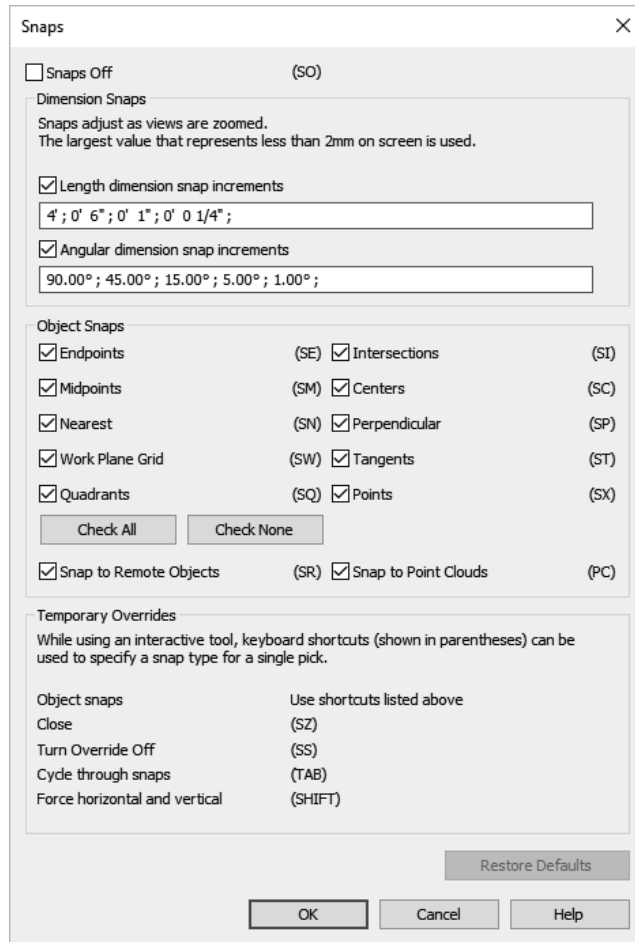 Snaps
Snaps Off (SO)
Dimension Snaps
Snaps adjust as views are zoomed.
The largest value that represents less than 2mm on screen is used.
Length dimension snap increments
4' ; 0'  6" ; 0'  1" ; 0'  0 1/4" ;
Angular dimension snap increments
90.00° ; 45.00° ; 15.00° ; 5.00° ; 1.00° ;
Object Snaps
Endpoints (SE) Intersections (SI)
Midpoints (SM) Centers (SC)
Nearest (SN) Perpendicular (SP)
Work Plane Grid (SW) Tangents (ST)
Quadrants (SQ) Points (SX)
Check All Check None
Snap to Remote Objects (SR) Snap to Point Clouds (PC)
Temporary Overrides
While using an interactive tool, keyboard shortcuts (shown in parentheses) can be
used to specify a snap type for a single pick.
Object snaps Use shortcuts listed above
Close (SZ)
Turn Override Off (SS)
Cycle through snaps (TAB)
Force horizontal and vertical (SHIFT)
Restore Defaults
OK Cancel Help